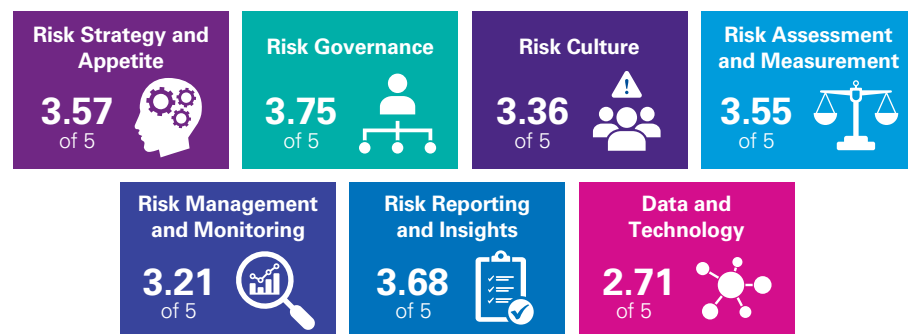 Risk Strategy and
Appetite
3.57
of 5
Risk Governance
3.75
of 5
Risk Culture
3.36
of 5
Risk Assessment
and Measurement
3.55
of 5
Risk Management
and Monitoring
3.21
of 5
Risk Reporting
and Insights
3.68
of 5
Data and
Technology
2.71
of 5